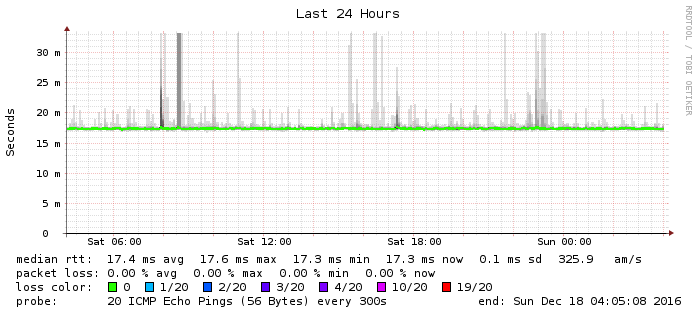 Last 24 Hours
RRDTOOL / TOBI OETIKER
Seconds
30 m
25 m
20 m
15 m
10 m
5 m
0
Sat 06:00 Sat 12:00 Sat 18:00 Sun 00:00
median rtt: 17.4 ms avg 17.6 ms max 17.3 ms min 17.3 ms now 0.1 ms sd 325.9 am/s
packet loss: 0.00 % avg 0.00 % max 0.00 % min 0.00 % now
loss color: 0 1/20 2/20 3/20 4/20 10/20 19/20
probe: 20 ICMP Echo Pings (56 Bytes) every 300s end: Sun Dec 18 04:05:08 2016